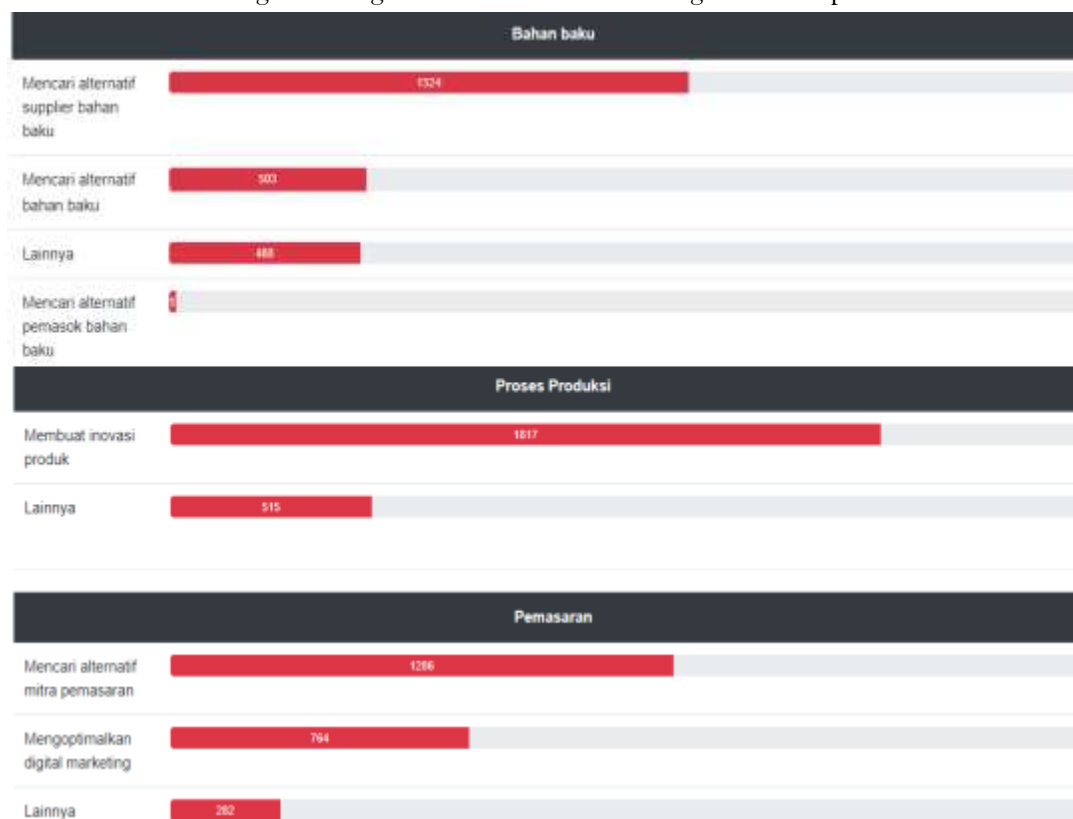 Bahan baku
Mencari alternatif
supplier bahan
baku
1324
Mencari alternatif
bahan baku
503
Lainnya
488
Mencari alternatif
pemasok bahan
baku
Proses Produksi
Membuat inovasi
produk
1817
Lainnya
515
Pemasaran
Mencari alternatif
mitra pemasaran
1286
Mengoptimalkan
digital marketing
764
Lainnya
282